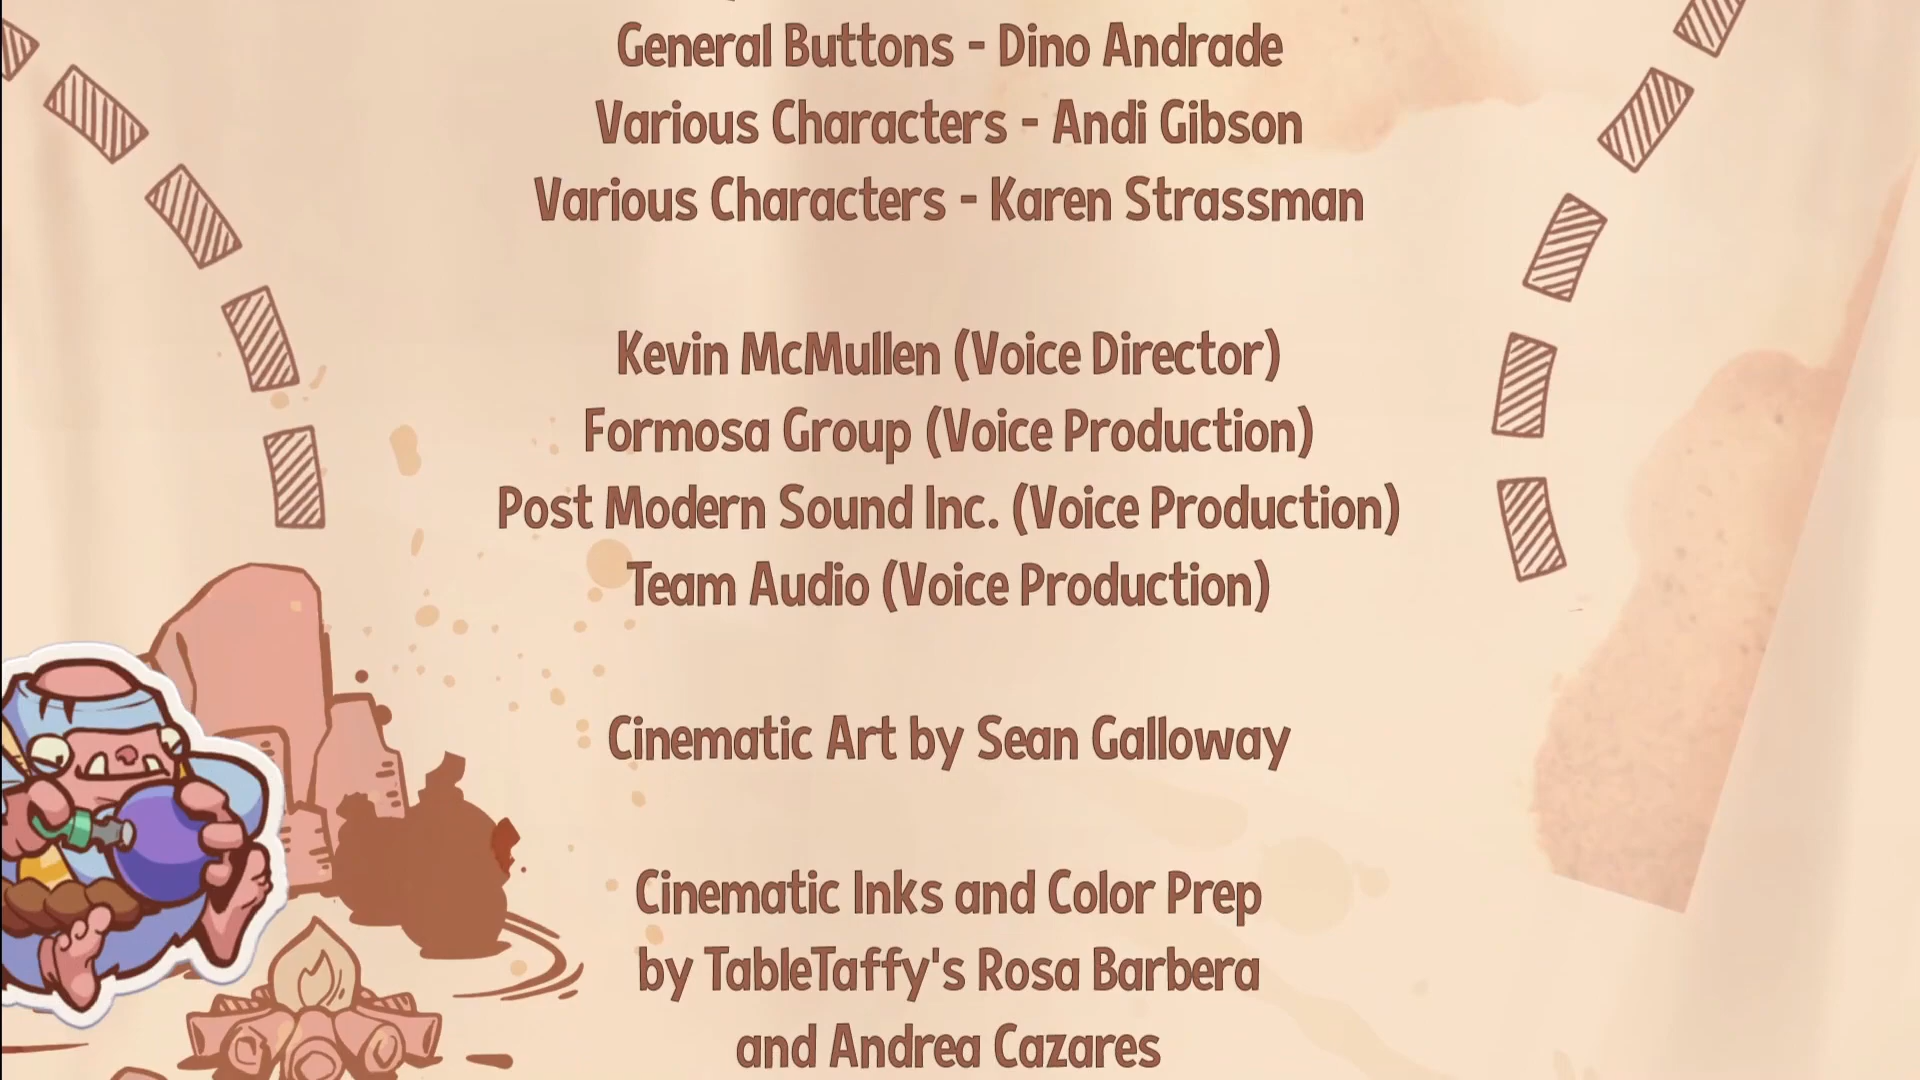 General Buttons - Dino Andrade
Various Characters - Andi Gibson
Various Characters - Karen Strassman
Kevin McMullen (Voice Director)
Formosa Group (Voice Production)
Post Modern Sound Inc. (Voice Production)
Team Audio (Voice Production)
Cinematic Art by Sean Galloway
Cinematic Inks and Color Prep
by TableTaffy's Rosa Barbera
and Andrea Cazares